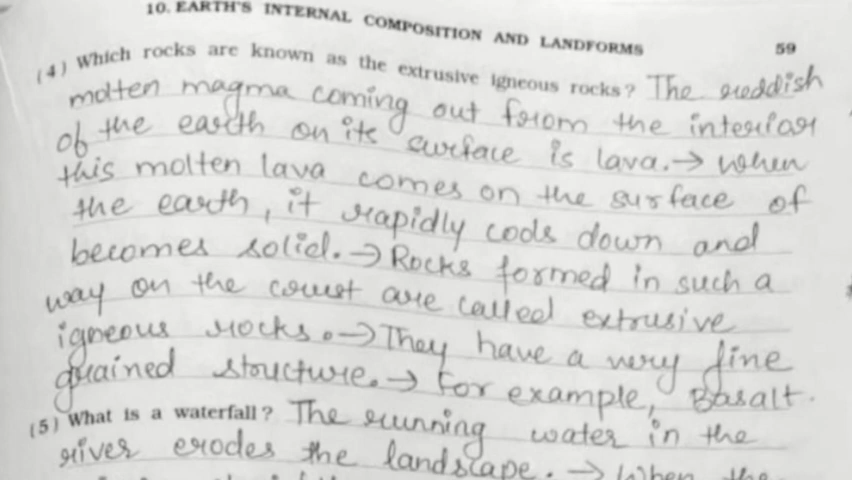 10. EARTH'S INTERNAL COMPOSITION AND LANDFORMS 59
(4) Which rocks are known as the extrusive igneous rocks? The reddish
molten magma coming out from the interior
of the earth on its surface is lava.→ When
this molten lava comes on the surface of
the earth, it rapidly cools down and
becomes solid.→ Rocks formed in such a
way on the crust are called extrusive
igneous rocks.→ They have a very fine
grained structure.→ For example, Basalt.
(5) What is a waterfall? The running water in the
river erodes the landscape. → When the